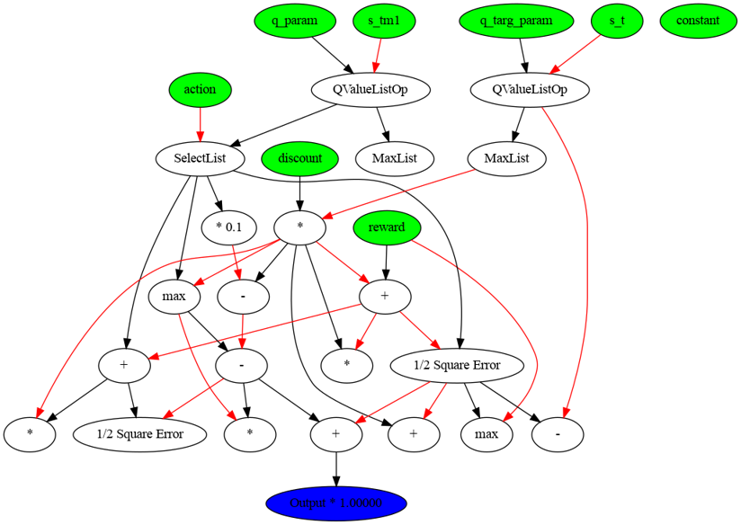 q_param
s_tm1
q_targ_param
s_t
constant
action
QValueListOp
QValueListOp
SelectList
discount
MaxList
MaxList
* 0.1
*
reward
max
-
+
+
-
*
1/2 Square Error
*
1/2 Square Error
*
+
+
max
-
Output * 1.00000